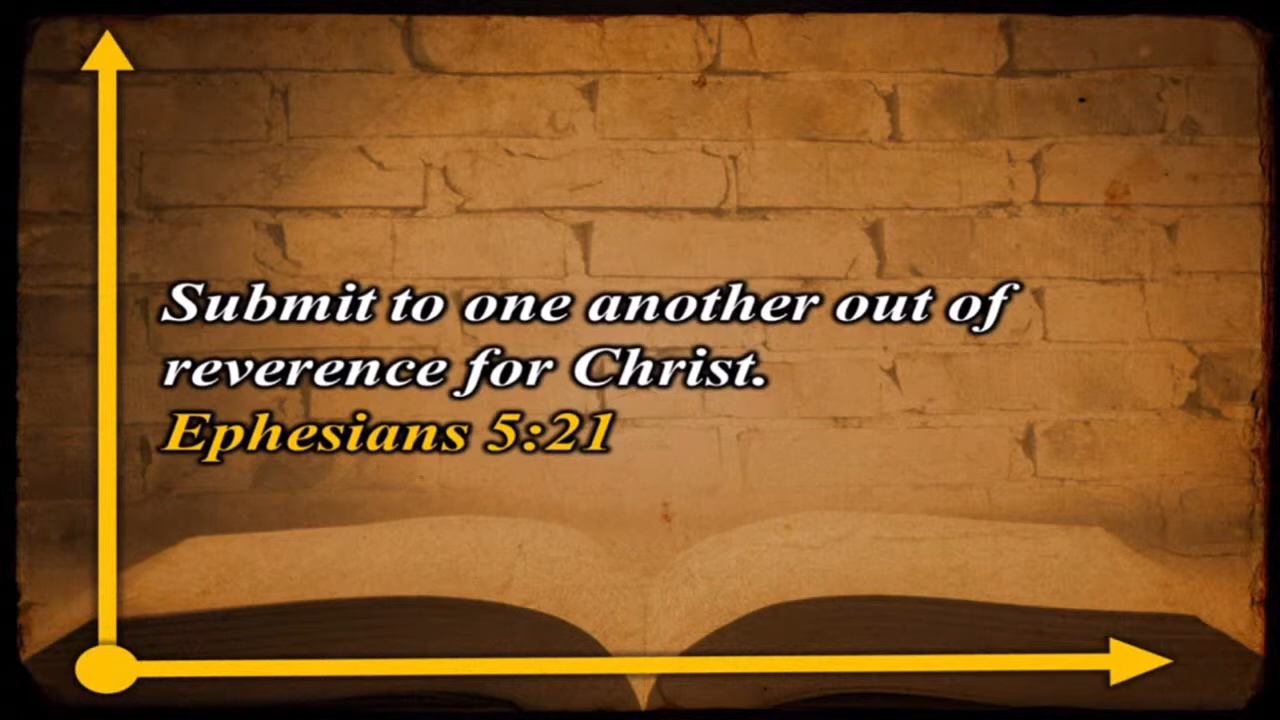 Submit to one another out of
reverence for Christ.
Ephesians 5:21